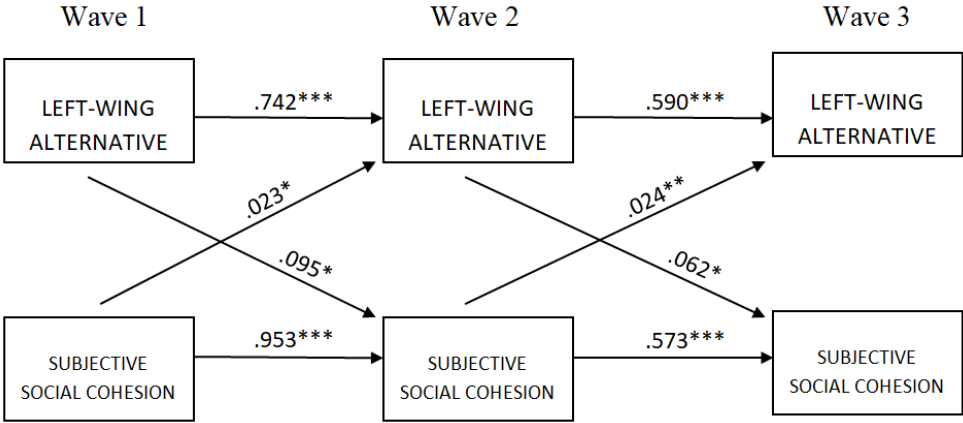 Wave 1
Wave 2
Wave 3
LEFT-WING
ALTERNATIVE
.742***
LEFT-WING
ALTERNATIVE
.590***
LEFT-WING
ALTERNATIVE
.023*
.095*
.024**
.062*
SUBJECTIVE
SOCIAL COHESION
.953***
SUBJECTIVE
SOCIAL COHESION
.573***
SUBJECTIVE
SOCIAL COHESION